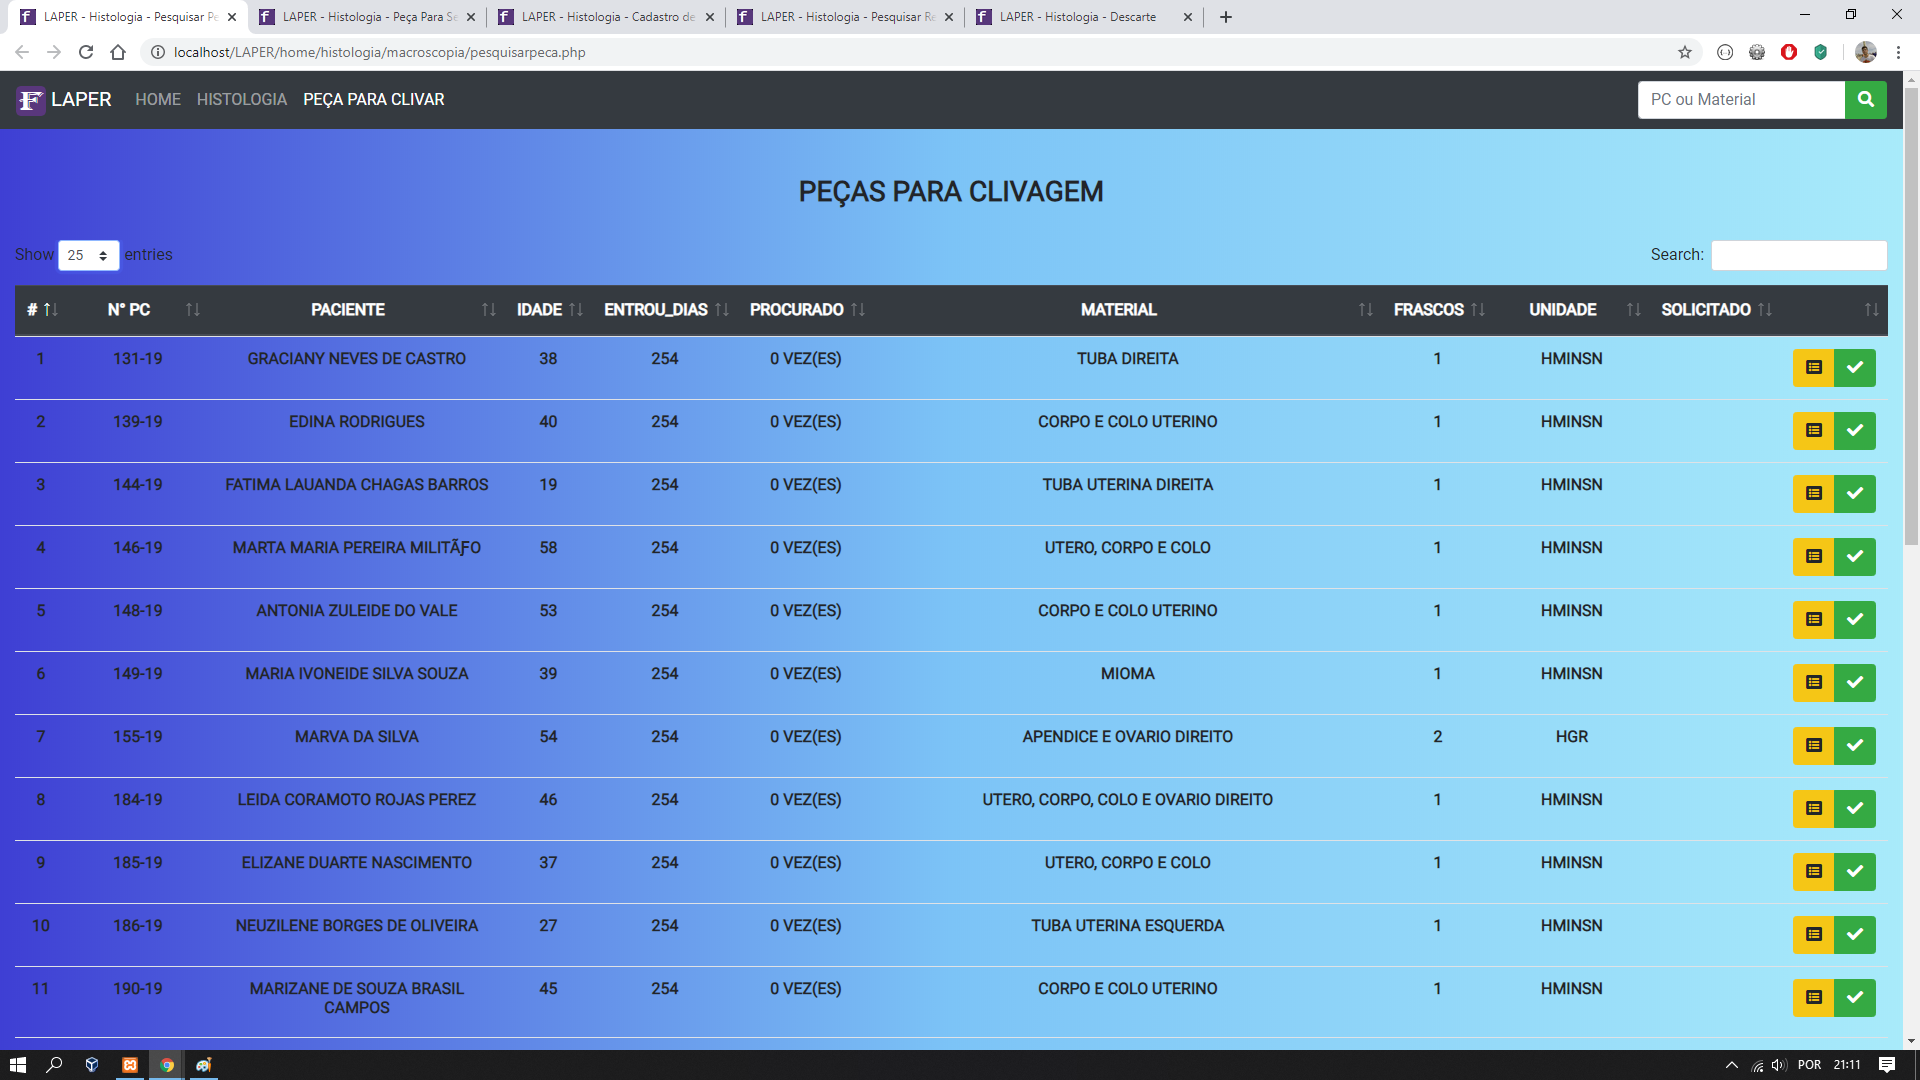 LAPER - Histologia - Pesquisar Pe
LAPER - Histologia - Peça Para Se
LAPER - Histologia - Cadastro de
LAPER - Histologia - Pesquisar Re
LAPER - Histologia - Descarte
localhost/LAPER/home/histologia/macroscopia/pesquisarpeca.php
LAPER HOME HISTOLOGIA PEÇA PARA CLIVAR PC ou Material
PEÇAS PARA CLIVAGEM
Show 25 entries Search:
# N° PC PACIENTE IDADE ENTROU_DIAS PROCURADO MATERIAL FRASCOS UNIDADE SOLICITADO
1 131-19 GRACIANY NEVES DE CASTRO 38 254 0 VEZ(ES) TUBA DIREITA 1 HMINSN
2 139-19 EDINA RODRIGUES 40 254 0 VEZ(ES) CORPO E COLO UTERINO 1 HMINSN
3 144-19 FATIMA LAUANDA CHAGAS BARROS 19 254 0 VEZ(ES) TUBA UTERINA DIREITA 1 HMINSN
4 146-19 MARTA MARIA PEREIRA MILITÃƑO 58 254 0 VEZ(ES) UTERO, CORPO E COLO 1 HMINSN
5 148-19 ANTONIA ZULEIDE DO VALE 53 254 0 VEZ(ES) CORPO E COLO UTERINO 1 HMINSN
6 149-19 MARIA IVONEIDE SILVA SOUZA 39 254 0 VEZ(ES) MIOMA 1 HMINSN
7 155-19 MARVA DA SILVA 54 254 0 VEZ(ES) APENDICE E OVARIO DIREITO 2 HGR
8 184-19 LEIDA CORAMOTO ROJAS PEREZ 46 254 0 VEZ(ES) UTERO, CORPO, COLO E OVARIO DIREITO 1 HMINSN
9 185-19 ELIZANE DUARTE NASCIMENTO 37 254 0 VEZ(ES) UTERO, CORPO E COLO 1 HMINSN
10 186-19 NEUZILENE BORGES DE OLIVEIRA 27 254 0 VEZ(ES) TUBA UTERINA ESQUERDA 1 HMINSN
11 190-19 MARIZANE DE SOUZA BRASIL 45 254 0 VEZ(ES) CORPO E COLO UTERINO 1 HMINSN
CAMPOS
POR 21:11